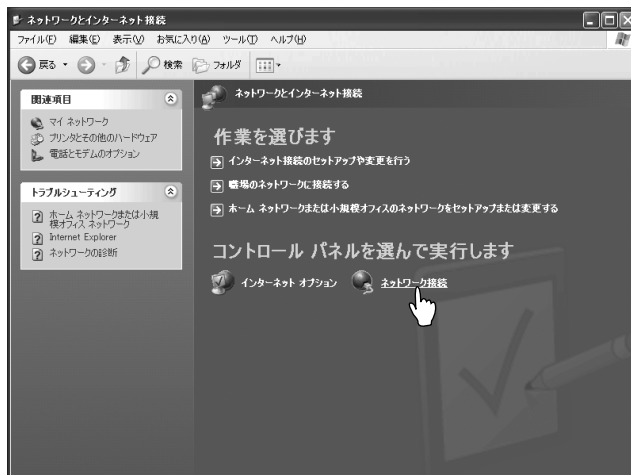 ネットワークとインターネット接続
ファイル(F) 編集(E) 表示(V) お気に入り(A) ツール(T) ヘルプ(H)
戻る 検索 フォルダ
関連項目
マイ ネットワーク
プリンタとその他のハードウェア
電話とモデムのオプション
トラブルシューティング
ホーム ネットワークまたは小規
模オフィス ネットワーク
Internet Explorer
ネットワークの診断
ネットワークとインターネット接続
作業を選びます
インターネット接続のセットアップや変更を行う
職場のネットワークに接続する
ホーム ネットワークまたは小規模オフィスのネットワークをセットアップまたは変更する
コントロール パネルを選んで実行します
インターネット オプション ネットワーク接続